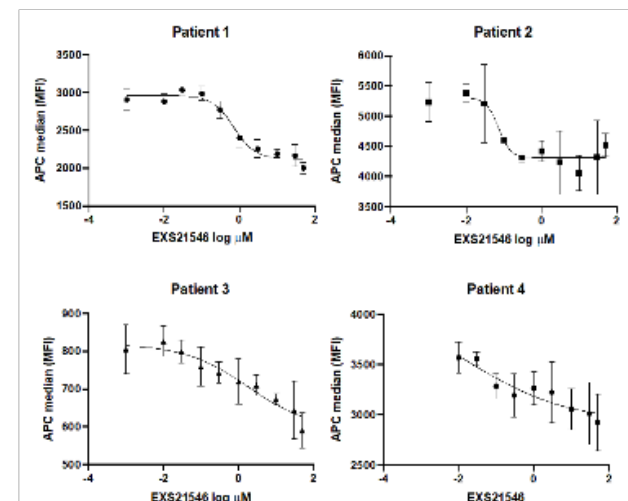 Patient 1
3500
3000
2500
2000
1500
APC median (MFI)
-4 -2 0 2
EXS21546 log μM
Patient 2
6000
5500
5000
4500
4000
3500
APC median (MFI)
-4 -2 0 2
EXS21546 log μM
Patient 3
900
800
700
600
500
APC median (MFI)
-4 -2 0 2
EXS21546 log μM
Patient 4
4000
3500
3000
2500
APC median (MFI)
-4 -2 0 2
EXS21546